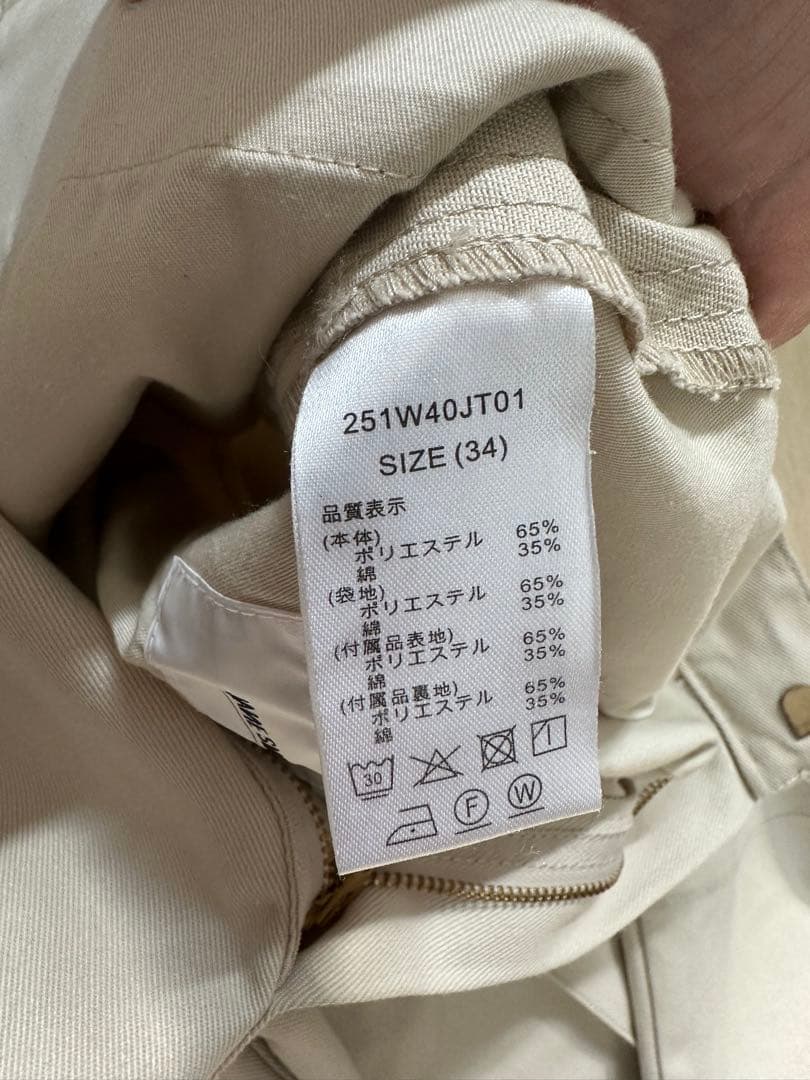 251W40JT01
SIZE (34)
品質表示
(本体)
ポリエステル 65%
綿 35%
(袋地)
ポリエステル 65%
綿 35%
(付属品表地)
ポリエステル 65%
綿 35%
(付属品裏地)
ポリエステル 65%
綿 35%
30
F W